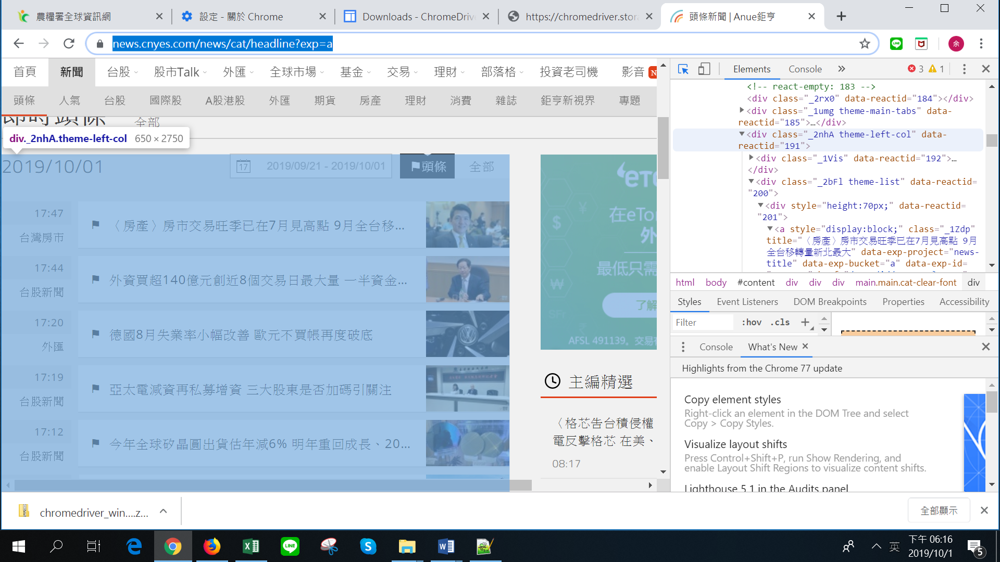 農糧署全球資訊網
設定 - 關於 Chrome
Downloads - ChromeDrive
https://chromedriver.stora
頭條新聞 | Anue鉅亨
news.cnyes.com/news/cat/headline?exp=a
余
首頁 新聞 台股 股市Talk 外匯 全球市場 基金 交易 理財 部落格 投資老司機 影音 N
頭條 人氣 台股 國際股 A股港股 外匯 期貨 房產 理財 消費 雜誌 鉅亨新視界 專題
即時頭條 全部
div._2nhA.theme-left-col 650 × 2750
2019/10/01
17 2019/09/21 - 2019/10/01 頭條 全部
17:47
台灣房市
〈房產〉房市交易旺季已在7月見高點 9月全台移...
17:44
台股新聞
外資買超140億元創近8個交易日最大量 一半資金...
17:20
外匯
德國8月失業率小幅改善 歐元不買帳再度破底
17:19
台股新聞
亞太電減資再私募增資 三大股東是否加碼引關注
17:12
台股新聞
今年全球矽晶圓出貨估年減6% 明年重回成長、20...
eTo
在eTor
外
最低只需
了解
AFSL 491139。交易有
主編精選
〈格芯告台積侵權
電反擊格芯 在美、
08:17
Elements Console 3 1
<!-- react-empty: 183 -->
<div class="_2rx0" data-reactid="184"></div>
<div class="_1umg theme-main-tabs" data-
reactid="185">…</div>
<div class="_2nhA theme-left-col" data-
reactid="191">
<div class="_1Vis" data-reactid="192">…
</div>
<div class="_2bFl theme-list" data-reactid=
"200">
<div style="height:70px;" data-reactid=
"201">
<a style="display:block;" class="_1Zdp"
title="〈房產〉房市交易旺季已在7月見高點 9月
全台移轉量新北最大" data-exp-project="news-
title" data-exp-bucket="a" data-exp-id=
html body #content div div div main.main.cat-clear-font div
Styles Event Listeners DOM Breakpoints Properties Accessibility
Filter :hov .cls +
Console What's New
Highlights from the Chrome 77 update
Copy element styles
Right-click an element in the DOM Tree and select
Copy > Copy Styles.
Visualize layout shifts
Press Control+Shift+P, run Show Rendering, and
enable Layout Shift Regions to visualize content shifts.
Lighthouse 5.1 in the Audits panel
chromedriver_win....z...
全部顯示
LINE
英
下午 06:16
2019/10/1
5